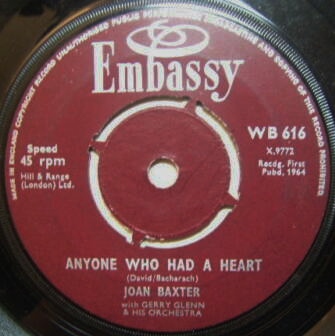 MADE IN ENGLAND COPYRIGHT RECORD UNAUTHORISED PUBLIC PERFORMANCE BROADCASTING AND COPYING OF THIS RECORD PROHIBITED
Embassy
Speed
45 rpm
Hill & Range
(London) Ltd.
WB 616
X.9772
Recdg. First
Pubd. 1964
ANYONE WHO HAD A HEART
(David/Bacharach)
JOAN BAXTER
with GERRY GLENN
& HIS ORCHESTRA